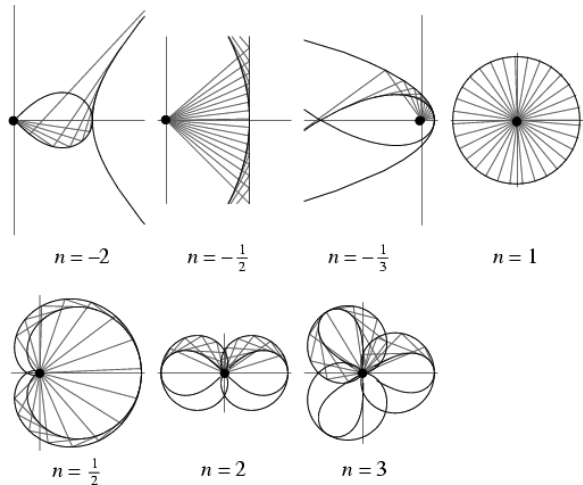 n = -2
n = -1/2
n = -1/3
n = 1
n = 1/2
n = 2
n = 3